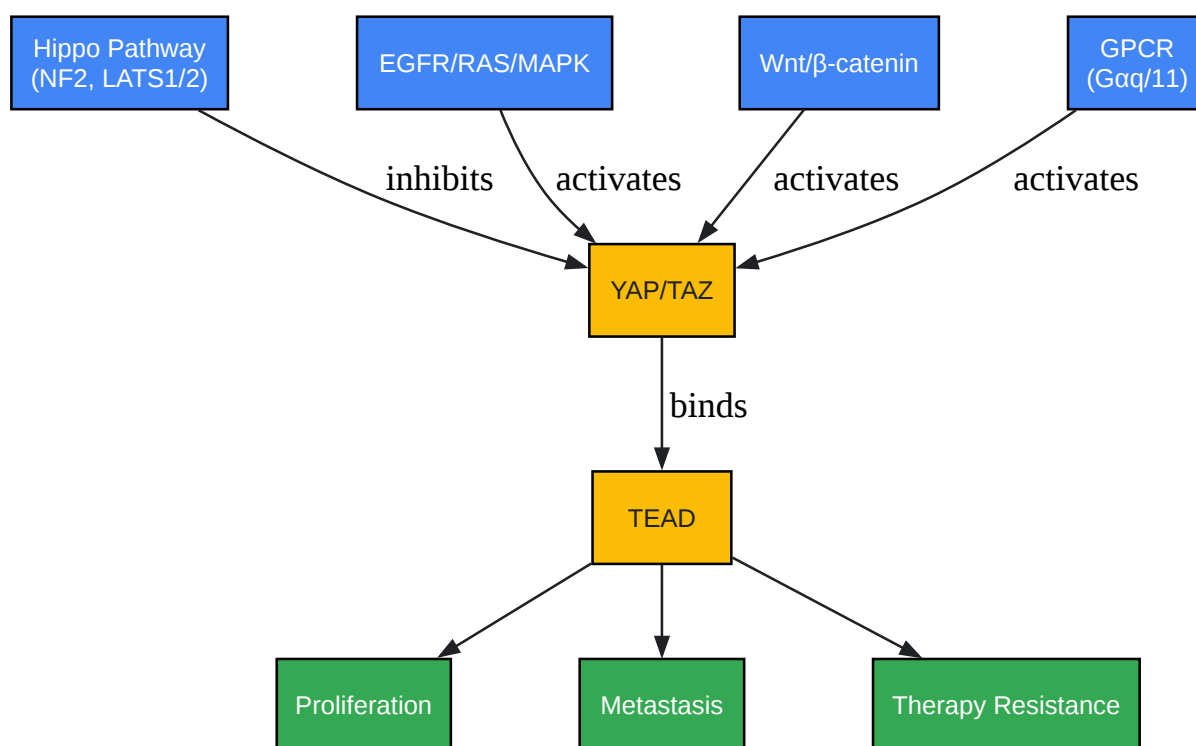 Hippo Pathway
(NF2, LATS1/2)
EGFR/RAS/MAPK
Wnt/β-catenin
GPCR
(Gαq/11)
inhibits
activates
activates
activates
YAP/TAZ
binds
TEAD
Proliferation
Metastasis
Therapy Resistance